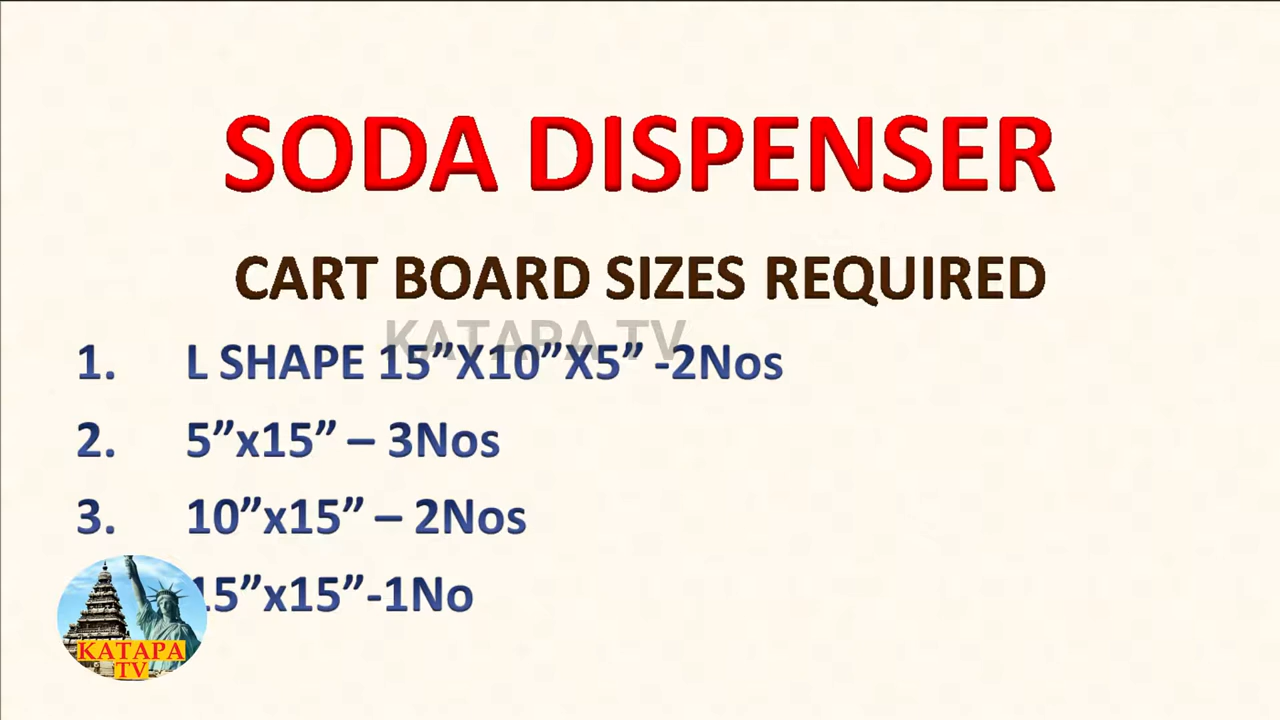 SODA DISPENSER
CART BOARD SIZES REQUIRED
KATAPA TV
1. L SHAPE 15”X10”X5” -2Nos
2. 5”x15” – 3Nos
3. 10”x15” – 2Nos
15”x15”-1No
KATAPA
TV